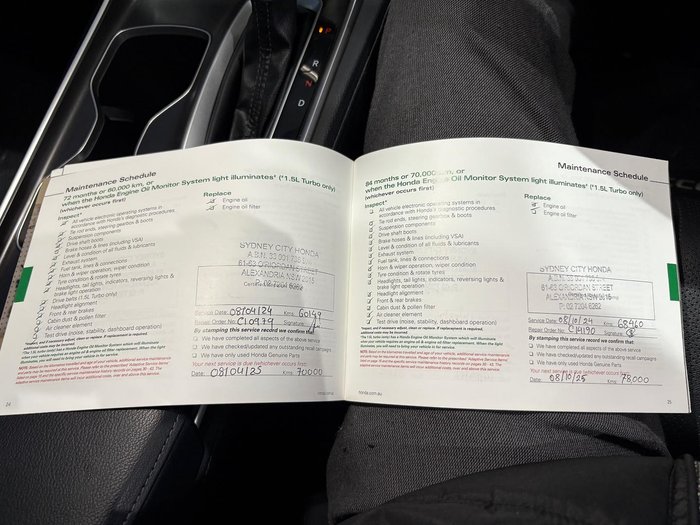 P
R
N
D
Maintenance Schedule
72 months or 60,000 km, or
when the Honda Engine Oil Monitor System light illuminates¹ (*1.5L Turbo only)
(whichever occurs first)
Inspect*
All vehicle electronic operating systems in
accordance with Honda's diagnostic procedures
Tie rod ends, steering gearbox & boots
Suspension components
Drive shaft boots
Brake hoses & lines (including VSA)
Level & condition of all fluids & lubricants
Exhaust system
Fuel tank, lines & connections
Horn & wiper operation, wiper condition
Tyre condition & rotate tyres
Headlights, tail lights, indicators, reversing lights &
brake light operation
Drive belts (1.5L Turbo only)
Headlight alignment
Front & rear brakes
Cabin dust & pollen filter
Air cleaner element
Test drive (noise, stability, dashboard operation)
Replace
Engine oil
Engine oil filter
SYDNEY CITY HONDA
61-63 O'RIORDAN STREET
ALEXANDRIA NSW 2015
Service Date: 08/04/24 Kms: 60149
Repair Order No: C10979 Signature:
By stamping this service record we confirm that:
We have completed all aspects of the above service
We have checked/updated any outstanding recall campaigns
We have only used Honda Genuine Parts
Your next service is due (whichever occurs first)
Date: 08/04/25 Kms: 70000
24
honda.com.au
Maintenance Schedule
84 months or 70,000 km, or
when the Honda Engine Oil Monitor System light illuminates¹ (*1.5L Turbo only)
(whichever occurs first)
Inspect*
All vehicle electronic operating systems in
accordance with Honda's diagnostic procedures
Tie rod ends, steering gearbox & boots
Suspension components
Drive shaft boots
Brake hoses & lines (including VSA)
Level & condition of all fluids & lubricants
Exhaust system
Fuel tank, lines & connections
Horn & wiper operation, wiper condition
Tyre condition & rotate tyres
Headlights, tail lights, indicators, reversing lights &
brake light operation
Headlight alignment
Front & rear brakes
Cabin dust & pollen filter
Air cleaner element
Test drive (noise, stability, dashboard operation)
Replace
Engine oil
Engine oil filter
SYDNEY CITY HONDA
61-63 O'RIORDAN STREET
ALEXANDRIA NSW 2015
Service Date: 08/10/24 Kms: 68960
Repair Order No: C14190 Signature:
By stamping this service record we confirm that:
We have completed all aspects of the above service
We have checked/updated any outstanding recall campaigns
We have only used Honda Genuine Parts
Your next service is due (whichever occurs first)
Date: 08/10/25 Kms: 78000
honda.com.au
25